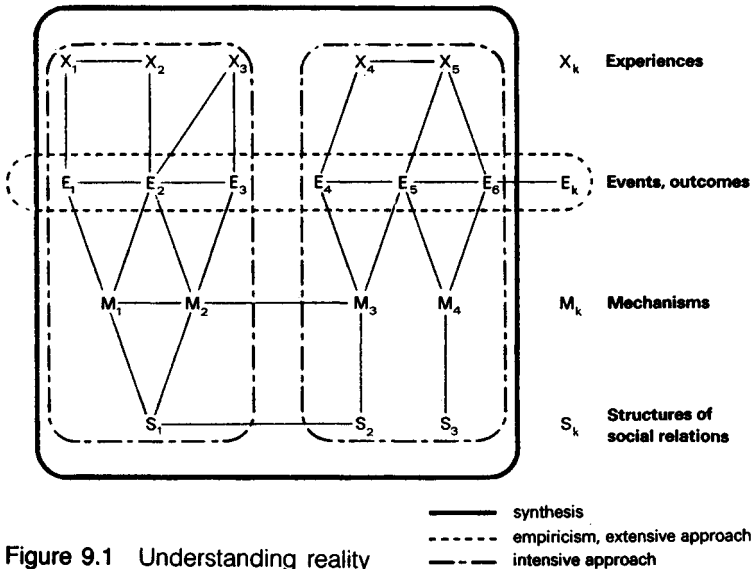 X1 X2 X3 X4 X5 Xk Experiences
E1 E2 E3 E4 E5 E6 Ek Events, outcomes
M1 M2 M3 M4 Mk Mechanisms
S1 S2 S3 Sk Structures of
social relations
synthesis
empiricism, extensive approach
intensive approach
Figure 9.1 Understanding reality